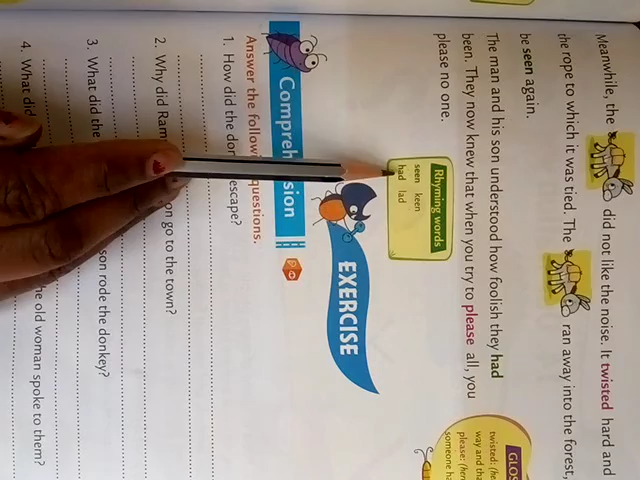 Meanwhile, the did not like the noise. It twisted hard and
the rope to which it was tied. The ran away into the forest,
be seen again.
The man and his son understood how foolish they had
been. They now knew that when you try to please all, you
please no one.
Rhyming words
seen keen
had lad
GLOS
twisted: (he
way and tha
please: (here
someone ha
EXERCISE
Compreh sion
Answer the followi questions.
1. How did the don escape?
2. Why did Ram on go to the town?
3. What did the son rode the donkey?
4. What did he old woman spoke to them?